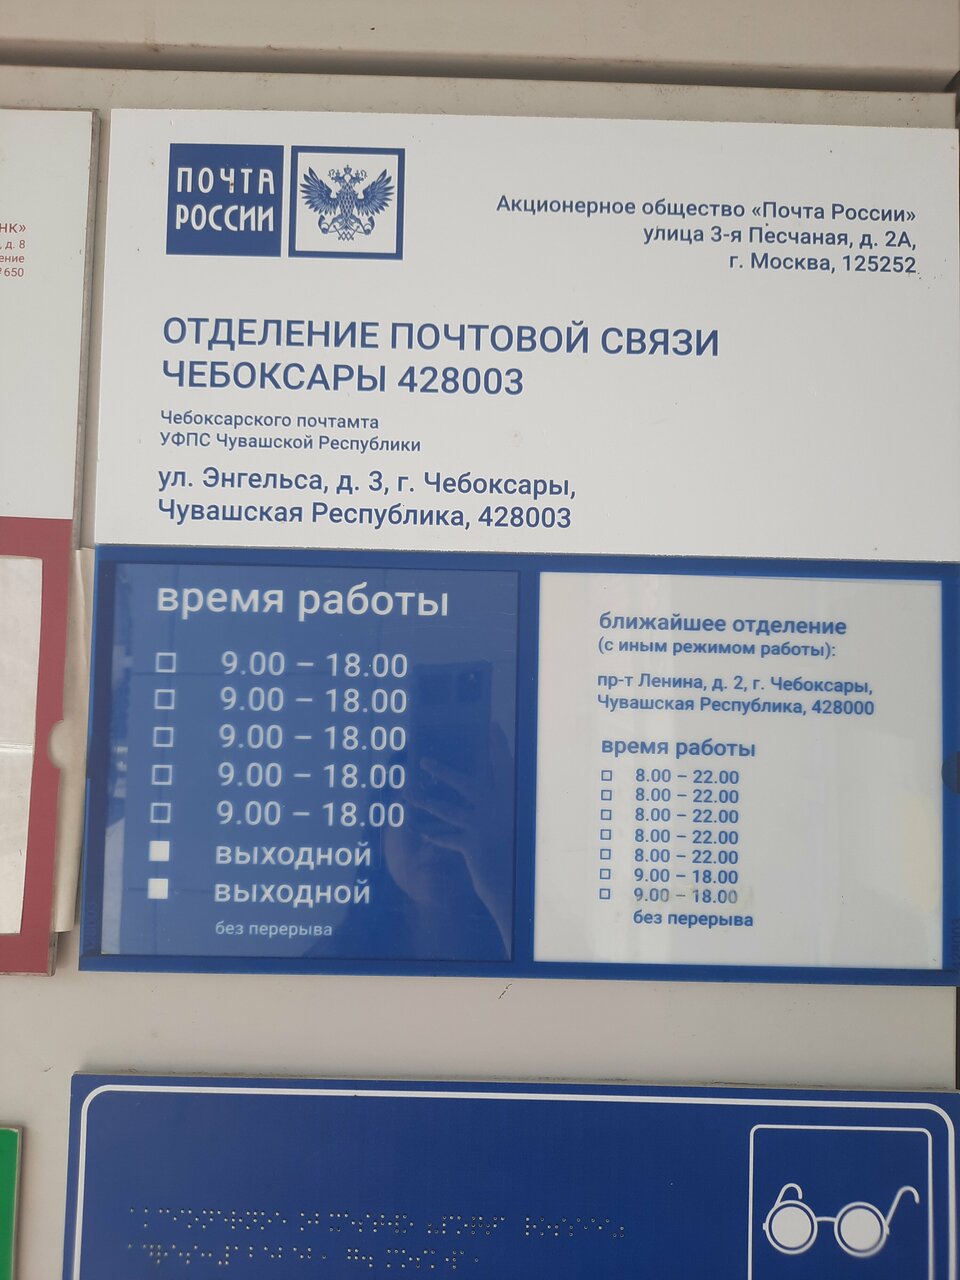 НК»
, д. 8
ение
650
ПОЧТА
РОССИИ
Акционерное общество «Почта России»
улица 3-я Песчаная, д. 2А,
г. Москва, 125252
ОТДЕЛЕНИЕ ПОЧТОВОЙ СВЯЗИ
ЧЕБОКСАРЫ 428003
Чебоксарского почтамта
УФПС Чувашской Республики
ул. Энгельса, д. 3, г. Чебоксары,
Чувашская Республика, 428003
время работы
9.00 – 18.00
9.00 – 18.00
9.00 – 18.00
9.00 – 18.00
9.00 – 18.00
выходной
выходной
без перерыва
ближайшее отделение
(с иным режимом работы):
пр-т Ленина, д. 2, г. Чебоксары,
Чувашская Республика, 428000
время работы
8.00 – 22.00
8.00 – 22.00
8.00 – 22.00
8.00 – 22.00
8.00 – 22.00
9.00 – 18.00
9.00 – 18.00
без перерыва